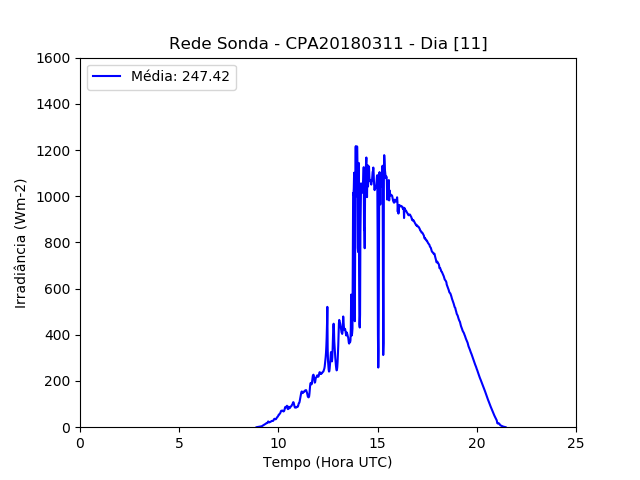 Rede Sonda - CPA20180311 - Dia [11]
Média: 247.42
1600
1400
1200
1000
800
600
400
200
0
Irradiância (Wm-2)
0 5 10 15 20 25
Tempo (Hora UTC)